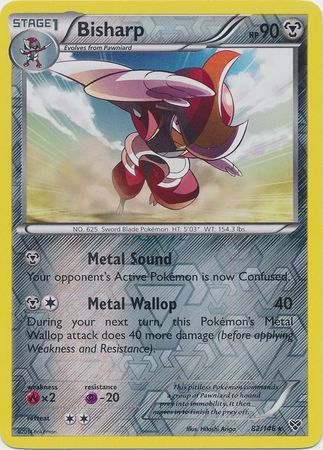 STAGE 1
Bisharp
HP 90
Evolves from Pawniard
NO. 625 Sword Blade Pokémon HT: 5'03" WT: 154.3 lbs.
Metal Sound
Your opponent's Active Pokémon is now Confused.
Metal Wallop 40
During your next turn, this Pokémon's Metal
Wallop attack does 40 more damage (before applying
Weakness and Resistance).
weakness
×2
resistance
-20
retreat
This pitiless Pokémon commands
a group of Pawniard to hound
prey into immobility. It then
moves in to finish the prey off.
Illus. Hitoshi Ariga
82/146